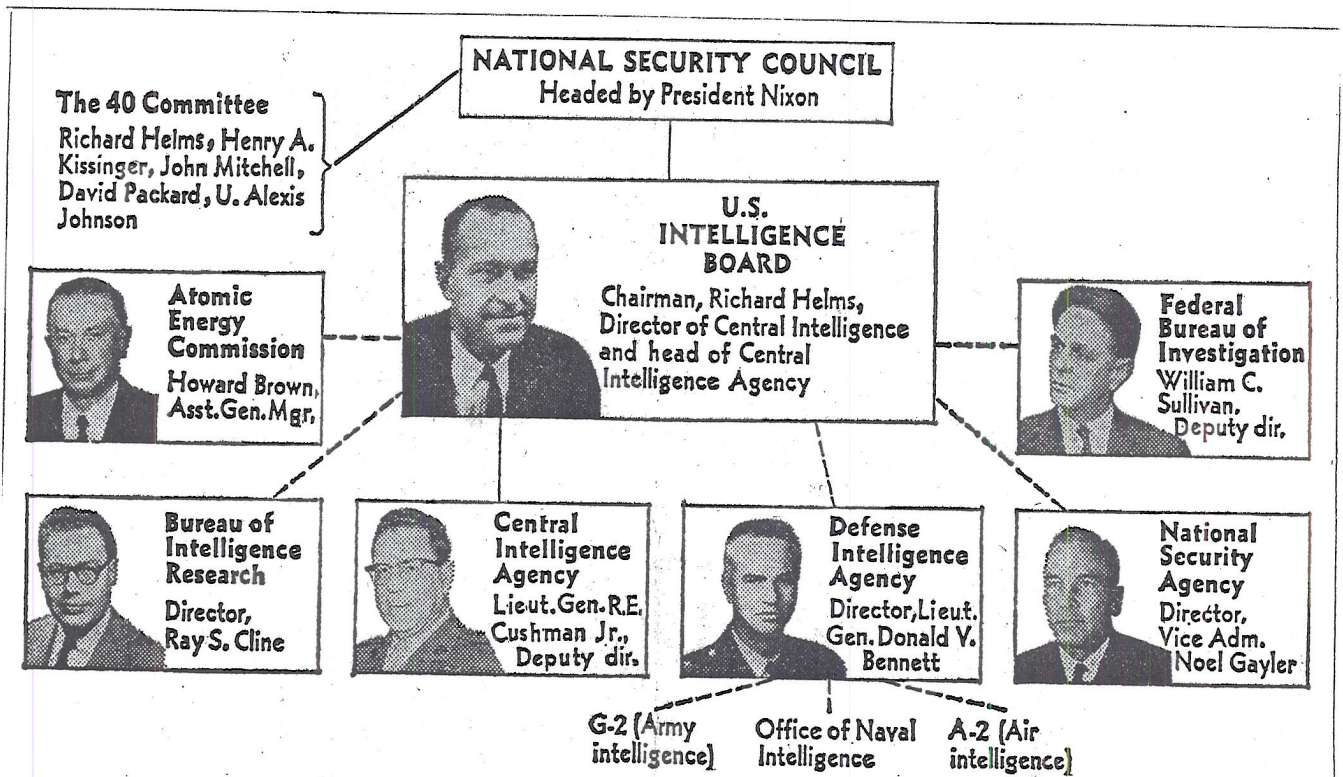 NATIONAL SECURITY COUNCIL
Headed by President Nixon
The 40 Committee
Richard Helms, Henry A.
Kissinger, John Mitchell,
David Packard, U. Alexis
Johnson
U.S.
INTELLIGENCE
BOARD
Chairman, Richard Helms,
Director of Central Intelligence
and head of Central
Intelligence Agency
Atomic
Energy
Commission
Howard Brown,
Asst. Gen. Mgr.
Federal
Bureau of
Investigation
William C.
Sullivan,
Deputy dir.
Bureau of
Intelligence
Research
Director,
Ray S. Cline
Central
Intelligence
Agency
Lieut. Gen. R.E.
Cushman Jr.,
Deputy dir.
Defense
Intelligence
Agency
Director, Lieut.
Gen. Donald V.
Bennett
National
Security
Agency
Director,
Vice Adm.
Noel Gayler
G-2 (Army
intelligence)
Office of Naval
Intelligence
A-2 (Air
intelligence)